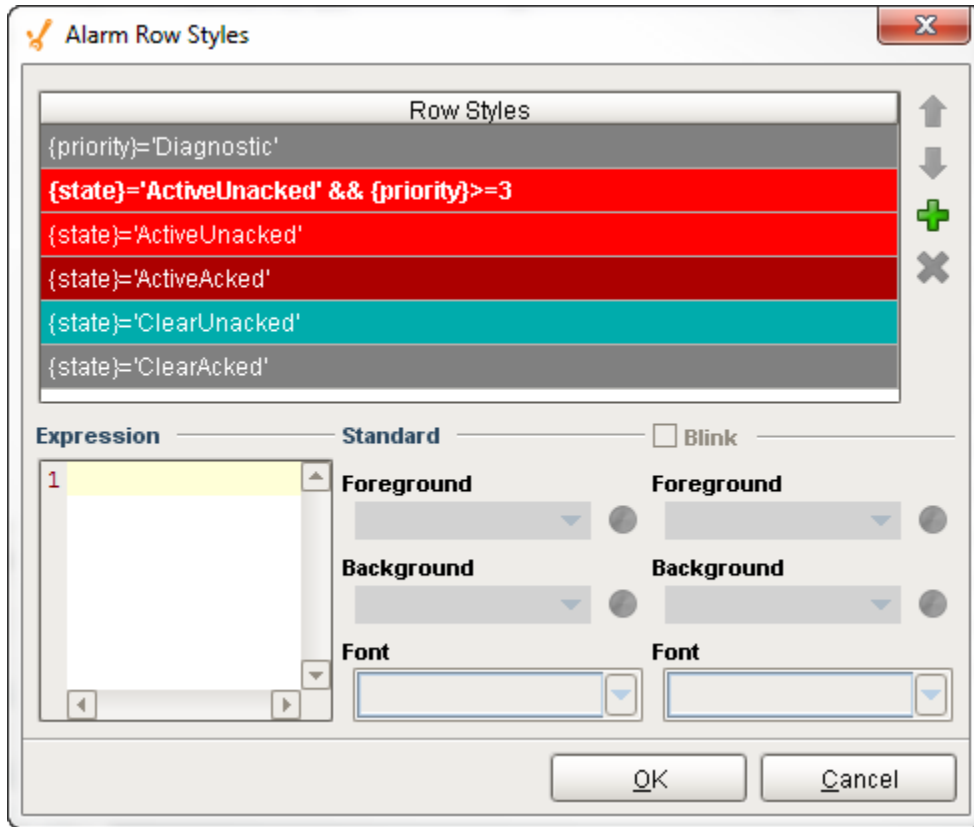 Alarm Row Styles
Row Styles
{priority}='Diagnostic'
{state}='ActiveUnacked' && {priority}>=3
{state}='ActiveUnacked'
{state}='ActiveAcked'
{state}='ClearUnacked'
{state}='ClearAcked'
Expression Standard Blink
1
Foreground Foreground
Background Background
Font Font
OK Cancel